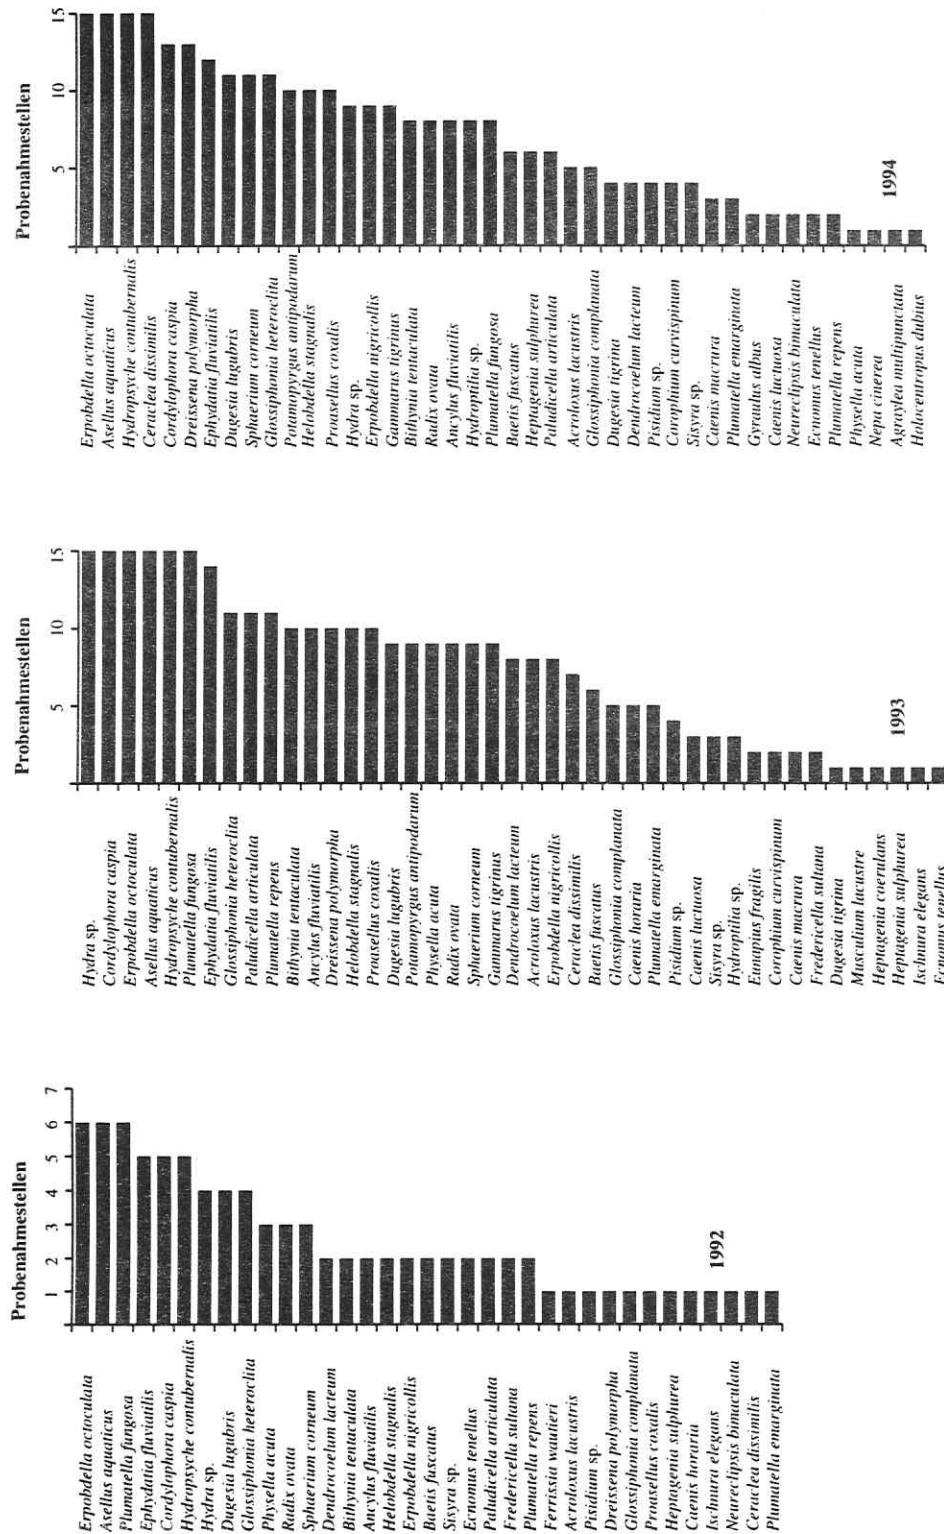 Probenahmestellen
1
2
3
4
5
6
7
Erpobdella octoculata
Asellus aquaticus
Plumatella fungosa
Ephydatia fluviatilis
Cordylophora caspia
Hydropsyche contubernalis
Hydra sp.
Dugesia lugubris
Glossiphonia heteroclita
Physella acuta
Radix ovata
Sphaerium corneum
Dendrocoelum lacteum
Bithynia tentaculata
Ancylus fluviatilis
Helobdella stagnalis
Erpobdella nigricollis
Baetis fuscatus
Sisyra sp.
Ecnomus tenellus
Paludicella articulata
Fredericella sultana
Plumatella repens
Ferrissia wautieri
Acroloxus lacustris
Pisidium sp.
Dreissena polymorpha
Glossiphonia complanata
Proasellus coxalis
Heptagenia sulphurea
Caenis horaria
Ischnura elegans
Neureclipsis bimaculata
Ceraclea dissimilis
Plumatella emarginata
1992
Probenahmestellen
5
10
15
Hydra sp.
Cordylophora caspia
Erpobdella octoculata
Asellus aquaticus
Hydropsyche contubernalis
Plumatella fungosa
Ephydatia fluviatilis
Glossiphonia heteroclita
Paludicella articulata
Plumatella repens
Bithynia tentaculata
Ancylus fluviatilis
Dreissena polymorpha
Helobdella stagnalis
Proasellus coxalis
Dugesia lugubris
Potamopyrgus antipodarum
Physella acuta
Radix ovata
Sphaerium corneum
Gammarus tigrinus
Dendrocoelum lacteum
Acroloxus lacustris
Erpobdella nigricollis
Ceraclea dissimilis
Baetis fuscatus
Glossiphonia complanata
Caenis horaria
Plumatella emarginata
Pisidium sp.
Caenis luctuosa
Sisyra sp.
Hydroptilia sp.
Eunapius fragilis
Corophium curvispinum
Caenis macrura
Fredericella sultana
Dugesia tigrina
Musculium lacustre
Heptagenia coerulans
Heptagenia sulphurea
Ischnura elegans
Ecnomus tenellus
1993
Probenahmestellen
5
10
15
Erpobdella octoculata
Asellus aquaticus
Hydropsyche contubernalis
Ceraclea dissimilis
Cordylophora caspia
Dreissena polymorpha
Ephydatia fluviatilis
Dugesia lugubris
Sphaerium corneum
Glossiphonia heteroclita
Potamopyrgus antipodarum
Helobdella stagnalis
Proasellus coxalis
Hydra sp.
Erpobdella nigricollis
Gammarus tigrinus
Bithynia tentaculata
Radix ovata
Ancylus fluviatilis
Hydroptilia sp.
Plumatella fungosa
Baetis fuscatus
Heptagenia sulphurea
Paludicella articulata
Acroloxus lacustris
Glossiphonia complanata
Dugesia tigrina
Dendrocoelum lacteum
Pisidium sp.
Corophium curvispinum
Sisyra sp.
Caenis macrura
Plumatella emarginata
Gyraulus albus
Caenis luctuosa
Neureclipsis bimaculata
Ecnomus tenellus
Plumatella repens
Physella acuta
Nepa cinerea
Agraylea multipunctata
Holocentropus dubius
1994